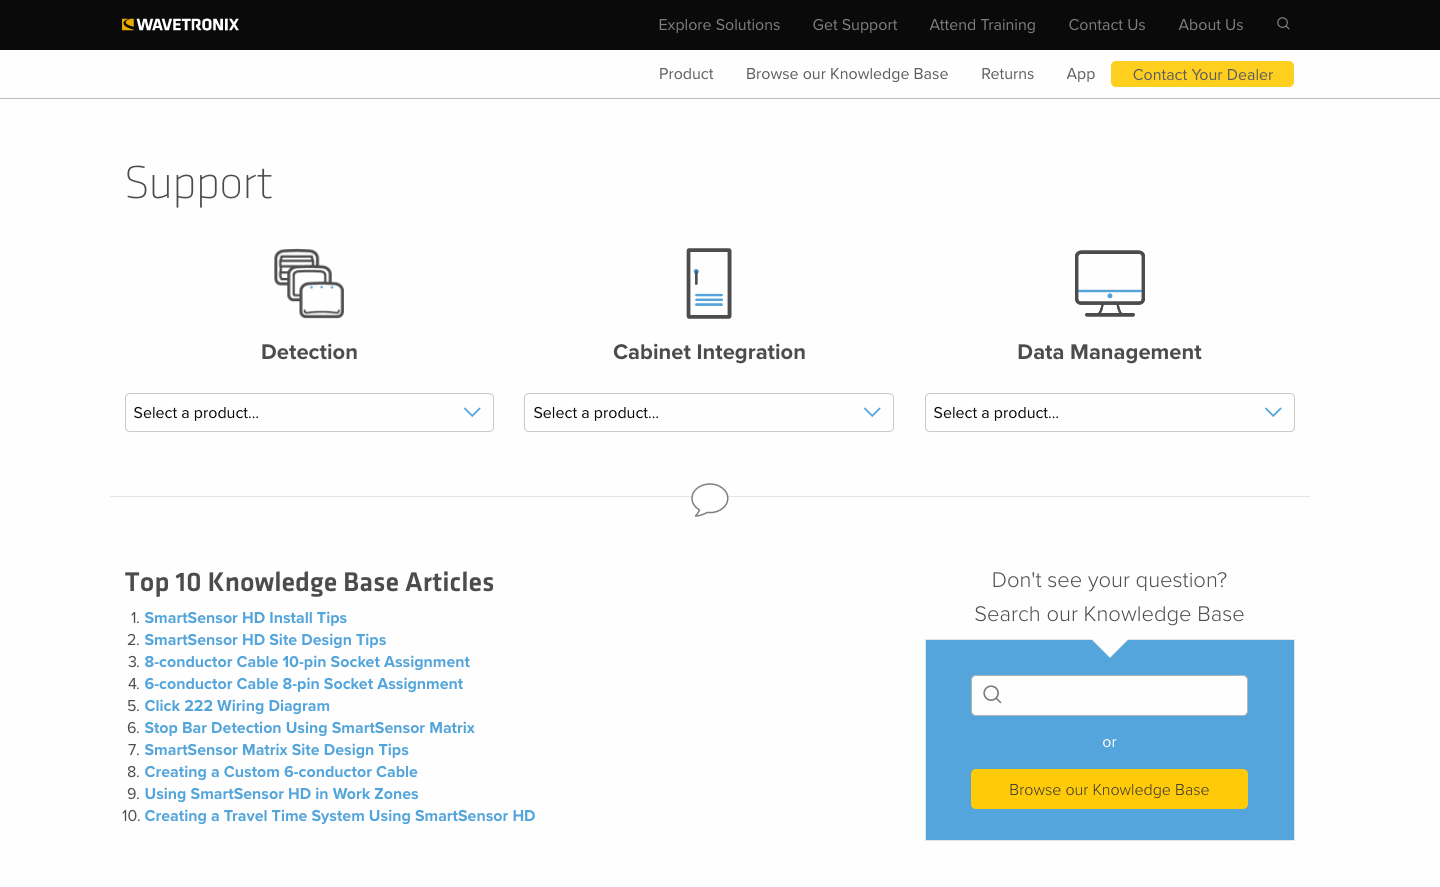 WAVETRONIX
Explore Solutions Get Support Attend Training Contact Us About Us
Product Browse our Knowledge Base Returns App Contact Your Dealer
Support
Detection Cabinet Integration Data Management
Select a product... Select a product... Select a product...
Top 10 Knowledge Base Articles
1. SmartSensor HD Install Tips
2. SmartSensor HD Site Design Tips
3. 8-conductor Cable 10-pin Socket Assignment
4. 6-conductor Cable 8-pin Socket Assignment
5. Click 222 Wiring Diagram
6. Stop Bar Detection Using SmartSensor Matrix
7. SmartSensor Matrix Site Design Tips
8. Creating a Custom 6-conductor Cable
9. Using SmartSensor HD in Work Zones
10. Creating a Travel Time System Using SmartSensor HD
Don't see your question?
Search our Knowledge Base
or
Browse our Knowledge Base